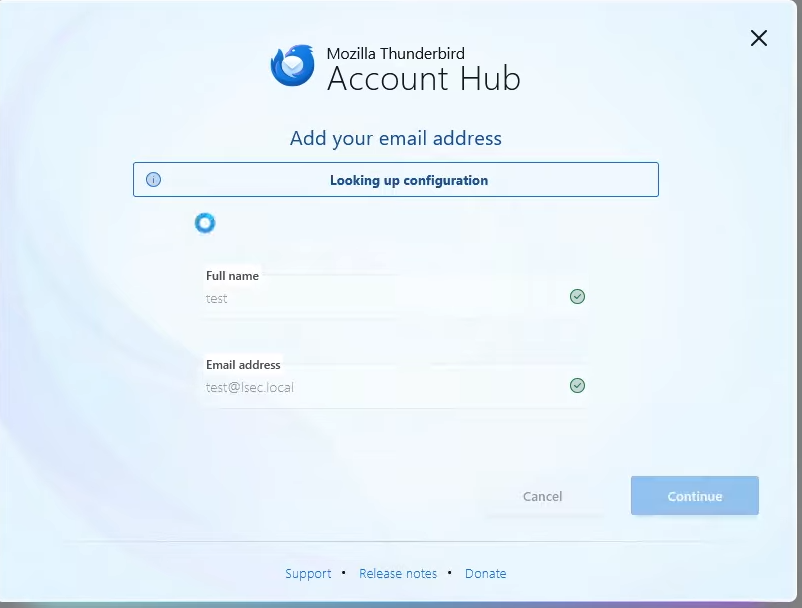 Mozilla Thunderbird
Account Hub
Add your email address
Looking up configuration
Full name
test
Email address
test@lsec.local
Cancel
Continue
Support • Release notes • Donate